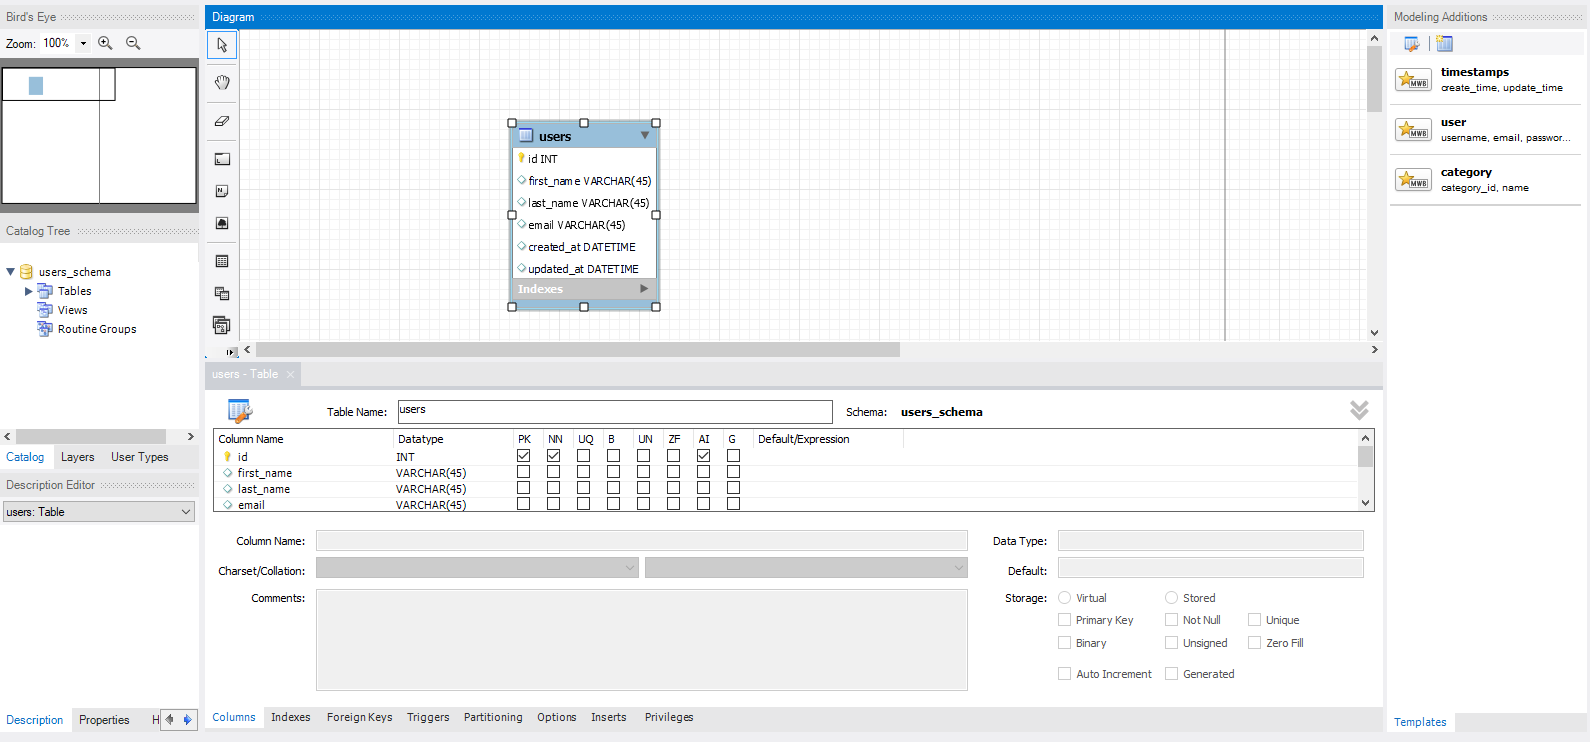 Bird's Eye
Zoom: 100%
Catalog Tree
users_schema
Tables
Views
Routine Groups
Catalog Layers User Types
Description Editor
users: Table
Description Properties H
Diagram
users
id INT
first_name VARCHAR(45)
last_name VARCHAR(45)
email VARCHAR(45)
created_at DATETIME
updated_at DATETIME
Indexes
users - Table
Table Name: users Schema: users_schema
Column Name Datatype PK NN UQ B UN ZF AI G Default/Expression
id INT
first_name VARCHAR(45)
last_name VARCHAR(45)
email VARCHAR(45)
Column Name: Data Type:
Charset/Collation: Default:
Comments: Storage: Virtual Stored
Primary Key Not Null Unique
Binary Unsigned Zero Fill
Auto Increment Generated
Columns Indexes Foreign Keys Triggers Partitioning Options Inserts Privileges
Modeling Additions
MWB timestamps
create_time, update_time
MWB user
username, email, passwor...
MWB category
category_id, name
Templates